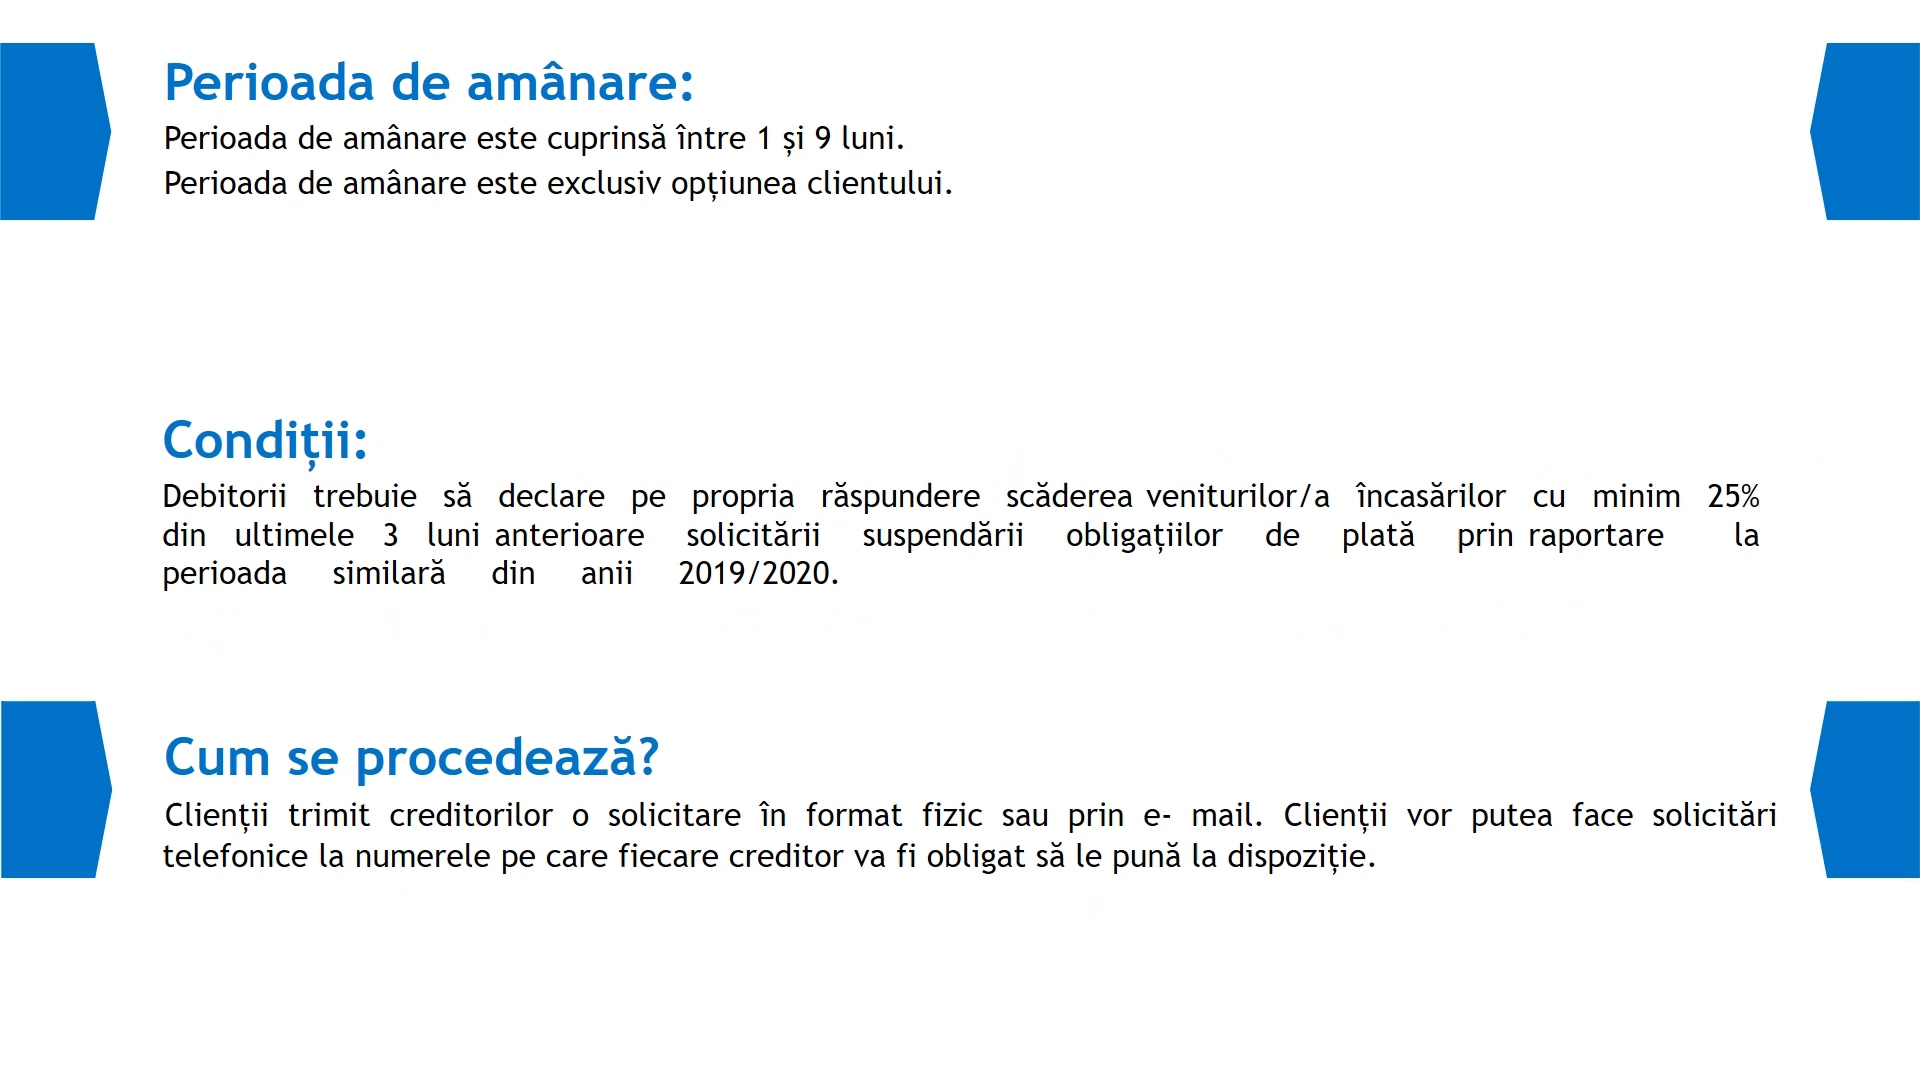 Perioada de amânare:
Perioada de amânare este cuprinsă între 1 și 9 luni.
Perioada de amânare este exclusiv opțiunea clientului.
Condiții:
Debitorii trebuie să declare pe propria răspundere scăderea veniturilor/a încasărilor cu minim 25%
din ultimele 3 luni anterioare solicitării suspendării obligațiilor de plată prin raportare la
perioada similară din anii 2019/2020.
Cum se procedează?
Clienții trimit creditorilor o solicitare în format fizic sau prin e- mail. Clienții vor putea face solicitări
telefonice la numerele pe care fiecare creditor va fi obligat să le pună la dispoziție.